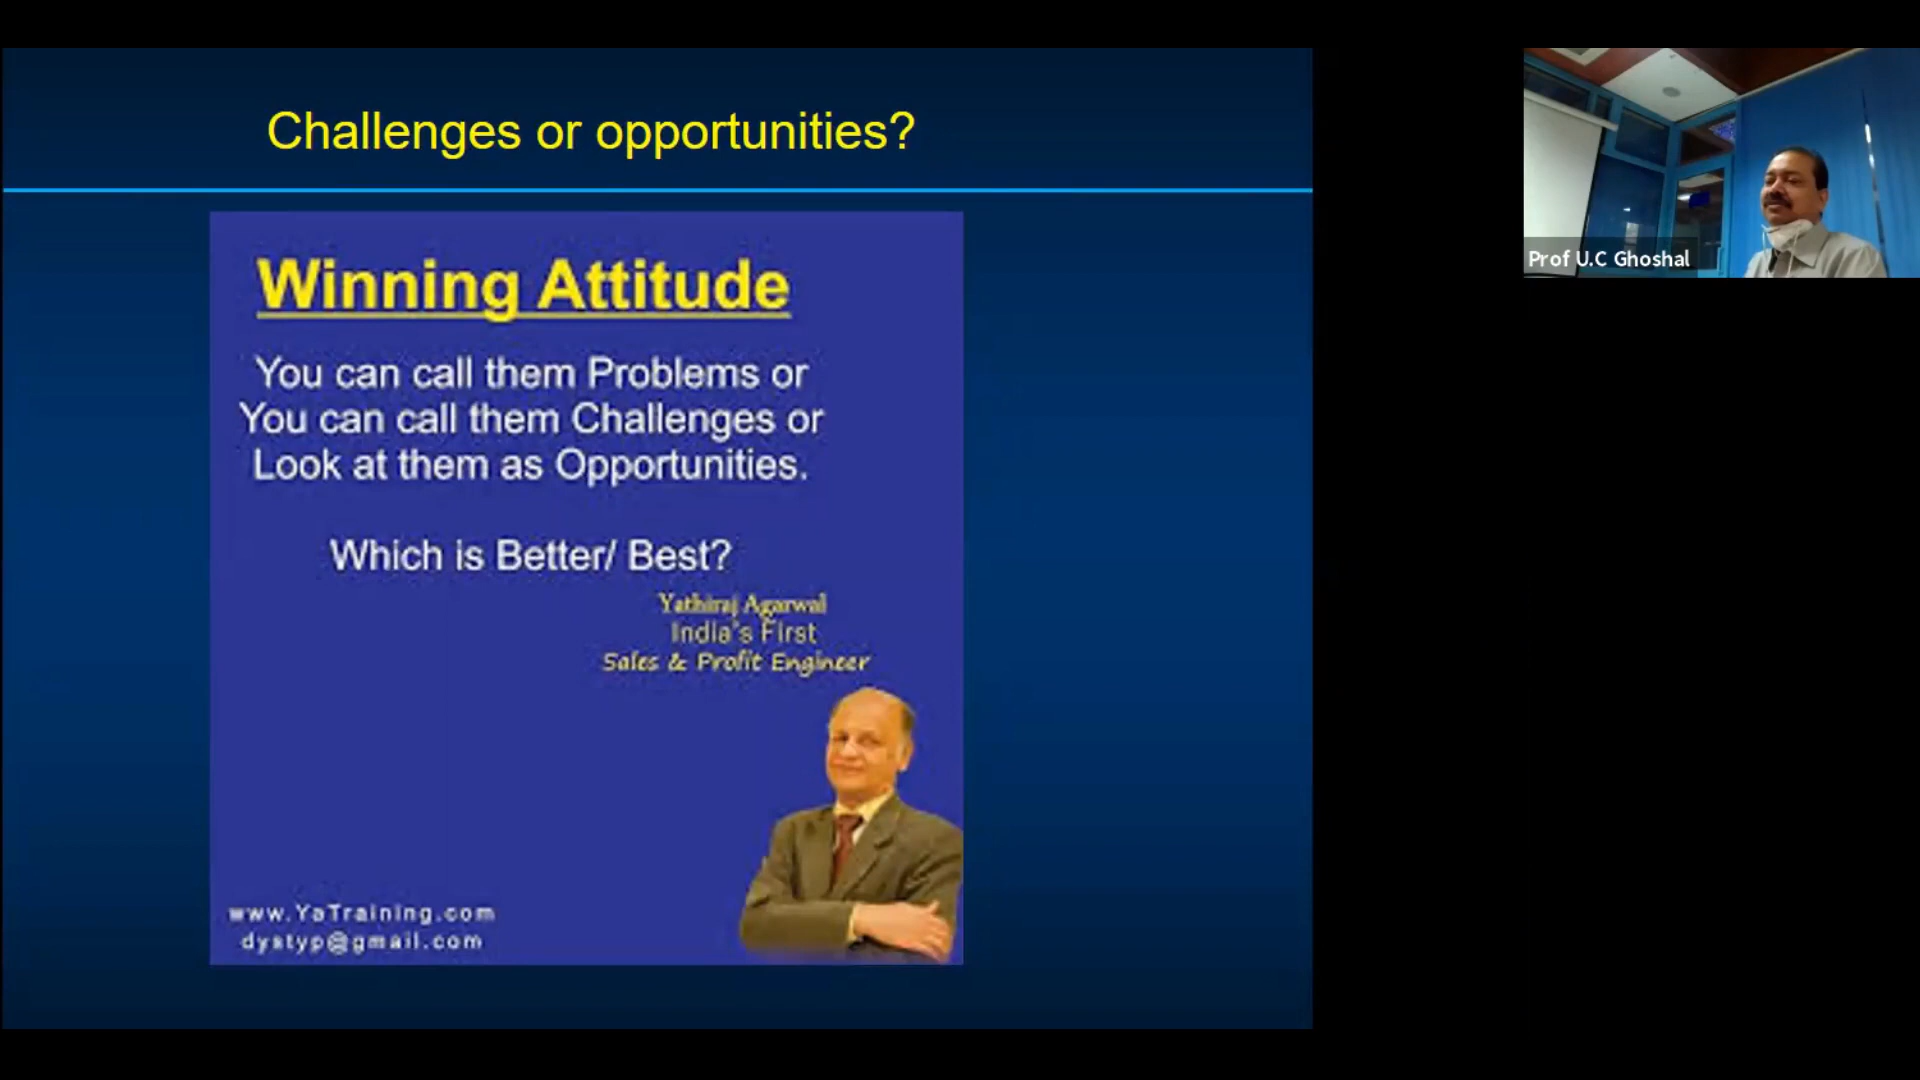 Challenges or opportunities?
Winning Attitude
You can call them Problems or
You can call them Challenges or
Look at them as Opportunities.
Which is Better/ Best?
Yathiraj Agarwal
India's First
Sales & Profit Engineer
www.YaTraining.com
dystyp@gmail.com
Prof U.C Ghoshal